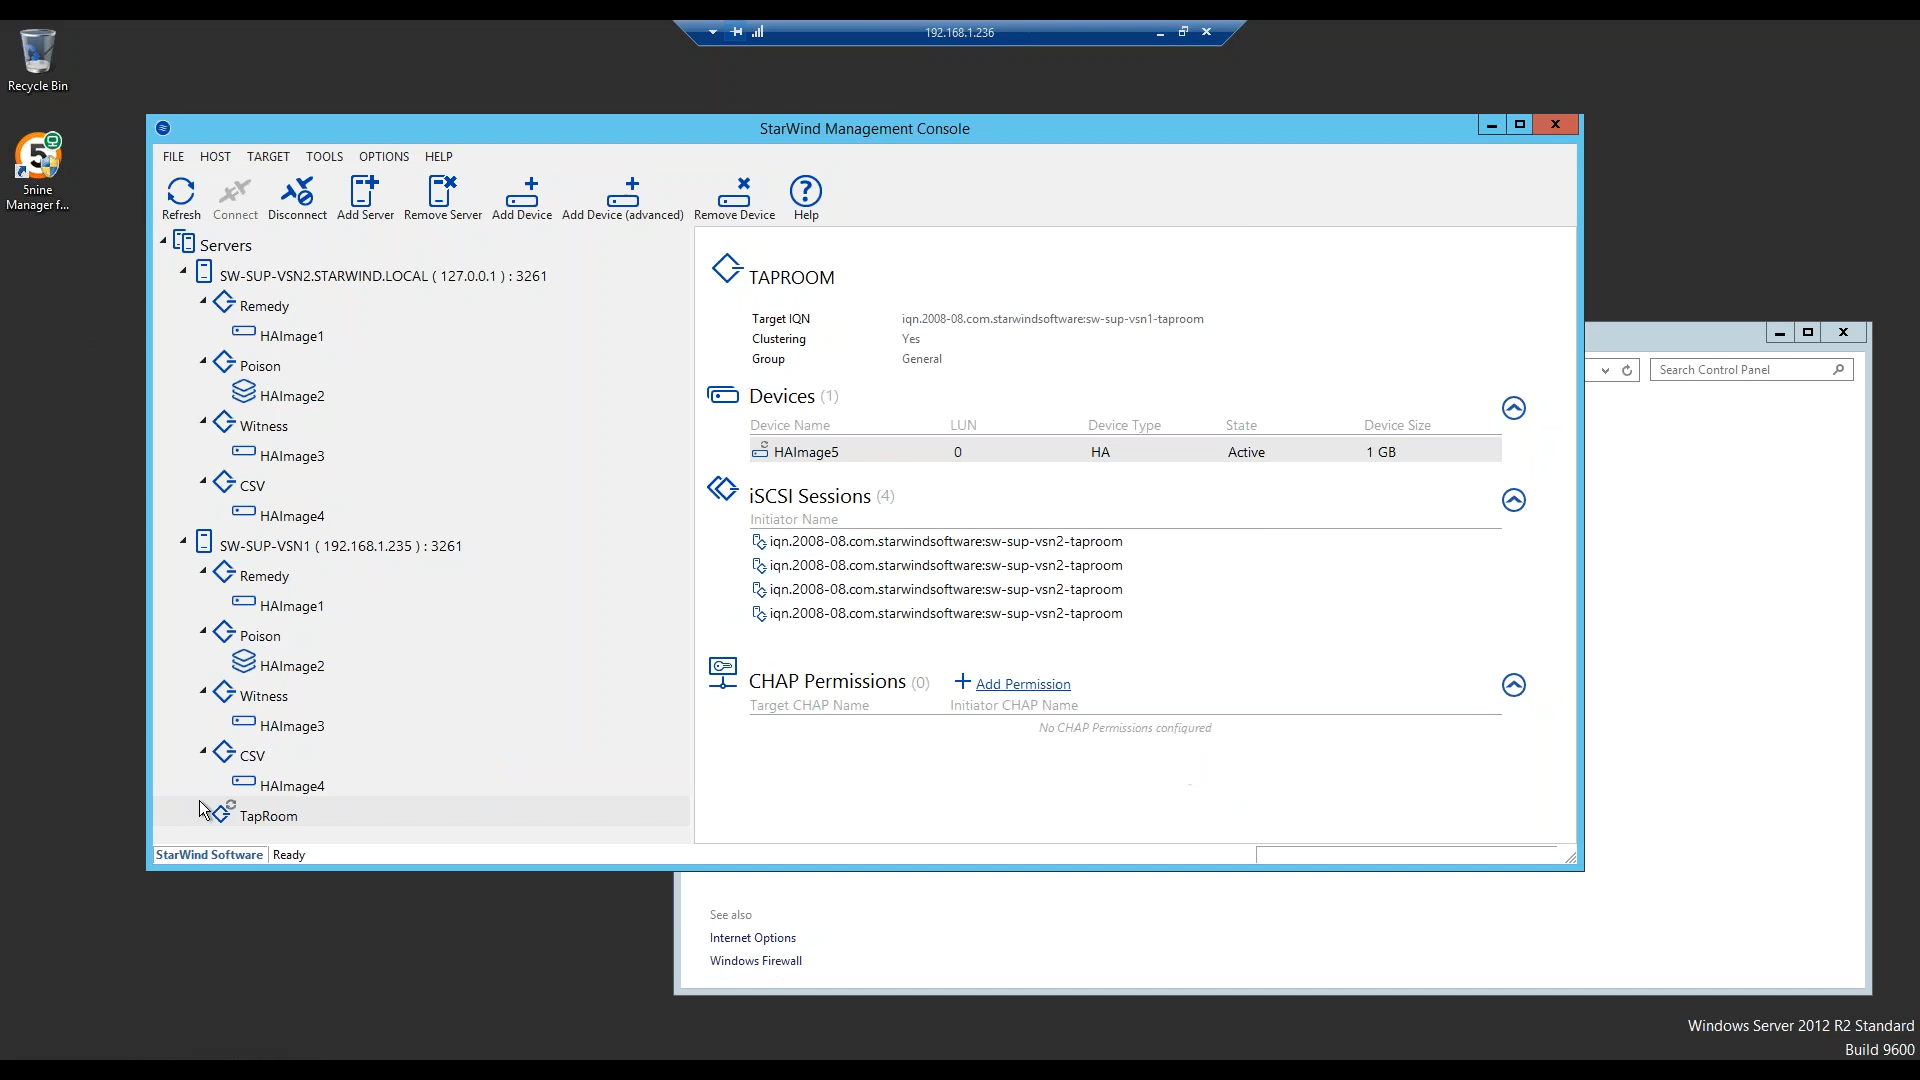 192.168.1.236
Recycle Bin
5nine
Manager f...
StarWind Management Console
FILE HOST TARGET TOOLS OPTIONS HELP
Refresh Connect Disconnect Add Server Remove Server Add Device Add Device (advanced) Remove Device Help
Servers
SW-SUP-VSN2.STARWIND.LOCAL ( 127.0.0.1 ) : 3261
Remedy
HAImage1
Poison
HAImage2
Witness
HAImage3
CSV
HAImage4
SW-SUP-VSN1 ( 192.168.1.235 ) : 3261
Remedy
HAImage1
Poison
HAImage2
Witness
HAImage3
CSV
HAImage4
TapRoom
TAPROOM
Target IQN iqn.2008-08.com.starwindsoftware:sw-sup-vsn1-taproom
Clustering Yes
Group General
Devices (1)
Device Name LUN Device Type State Device Size
HAImage5 0 HA Active 1 GB
iSCSI Sessions (4)
Initiator Name
iqn.2008-08.com.starwindsoftware:sw-sup-vsn2-taproom
iqn.2008-08.com.starwindsoftware:sw-sup-vsn2-taproom
iqn.2008-08.com.starwindsoftware:sw-sup-vsn2-taproom
iqn.2008-08.com.starwindsoftware:sw-sup-vsn2-taproom
CHAP Permissions (0) Add Permission
Target CHAP Name Initiator CHAP Name
No CHAP Permissions configured
StarWind Software Ready
Search Control Panel
See also
Internet Options
Windows Firewall
Windows Server 2012 R2 Standard
Build 9600